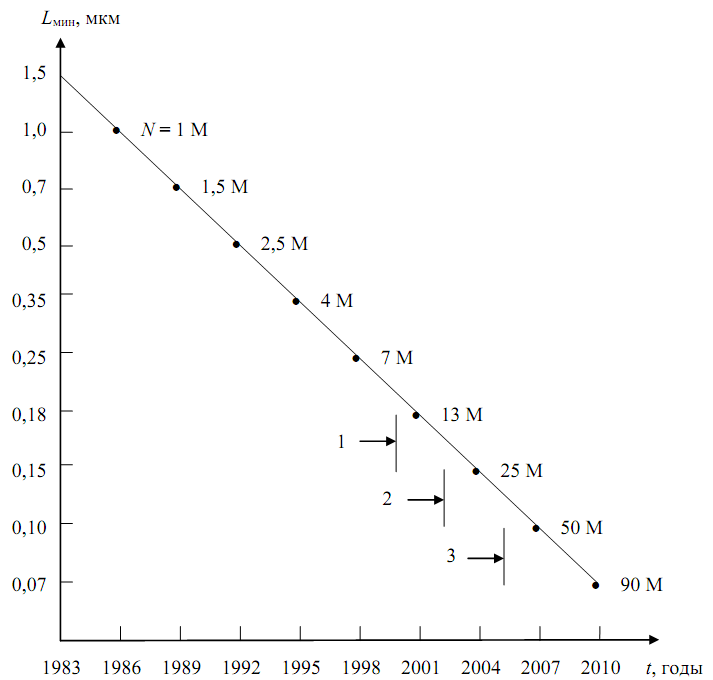 Lмин, мкм
1,5
1,0
N = 1 М
0,7
1,5 М
0,5
2,5 М
0,35
4 М
0,25
7 М
0,18
13 М
1
0,15
25 М
2
0,10
50 М
3
0,07
90 М
1983 1986 1989 1992 1995 1998 2001 2004 2007 2010 t, годы